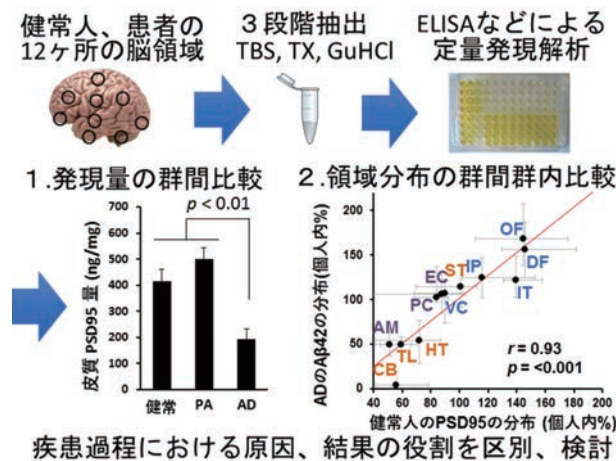 健常人、患者の
12ヶ所の脳領域
３段階抽出
TBS, TX, GuHCl
ELISAなどによる
定量発現解析
１.発現量の群間比較
p < 0.01
皮質 PSD95 量 (ng/mg)
700
600
500
400
300
200
100
0
健常 PA AD
２.領域分布の群間群内比較
ADのAβ42の分布(個人内%)
200
150
100
50
0
OF
DF
IT
IP
ST
EC
PC
VC
AM
TL
HT
CB
r = 0.93
p = <0.001
40 60 80 100 120 140 160 180 200
健常人のPSD95の分布 (個人内%)
疾患過程における原因、結果の役割を区別、検討